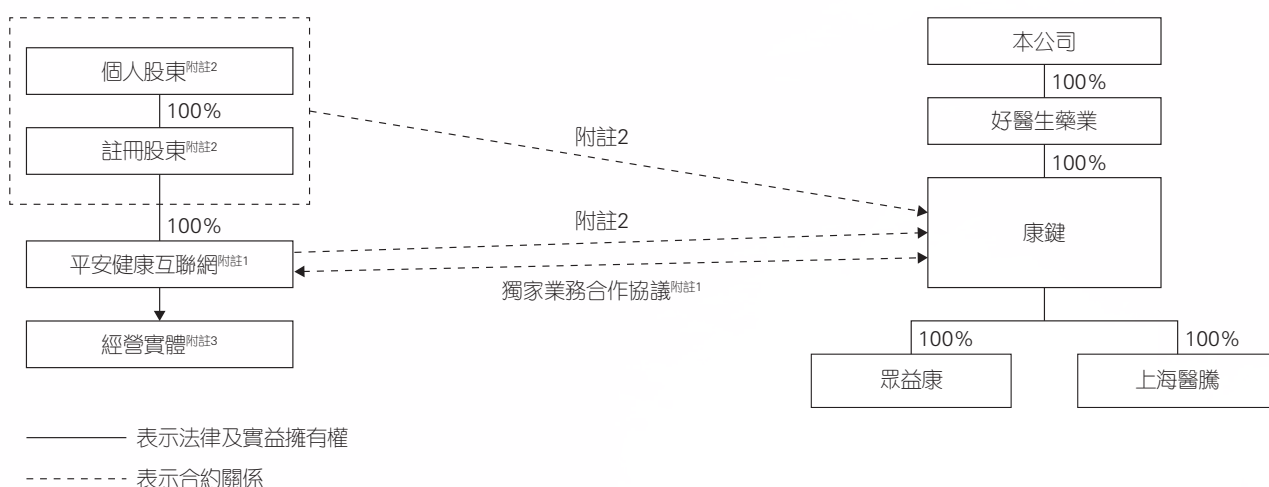 個人股東附註2
100%
註冊股東附註2
100%
平安健康互聯網附註1
經營實體附註3
附註2
附註2
獨家業務合作協議附註1
本公司
100%
好醫生藥業
100%
康鍵
100%
100%
眾益康
上海醫騰
表示法律及實益擁有權
表示合約關係